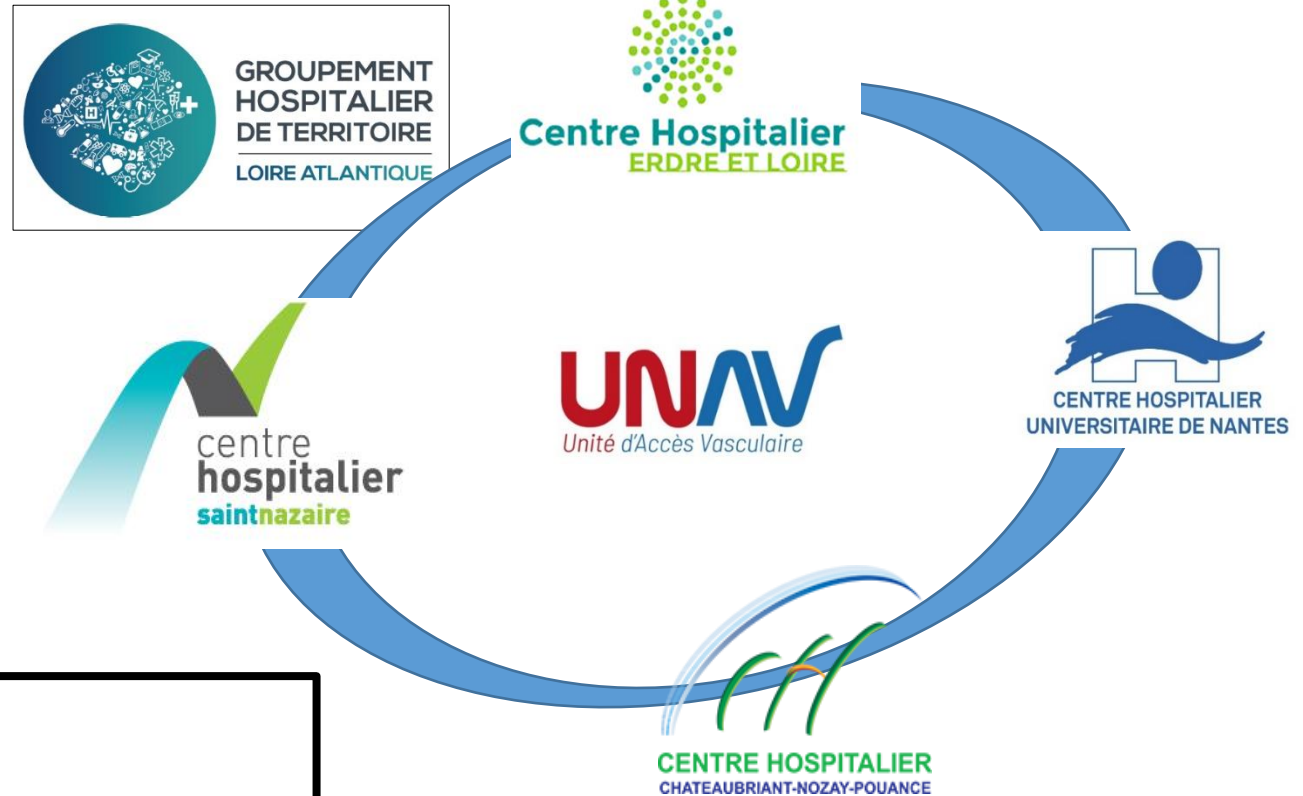 GROUPEMENT
HOSPITALIER
DE TERRITOIRE
LOIRE ATLANTIQUE
Centre Hospitalier
ERDRE ET LOIRE
centre
hospitalier
saintnazaire
UNAV
Unité d'Accès Vasculaire
CENTRE HOSPITALIER
UNIVERSITAIRE DE NANTES
CENTRE HOSPITALIER
CHATEAUBRIANT-NOZAY-POUANCE